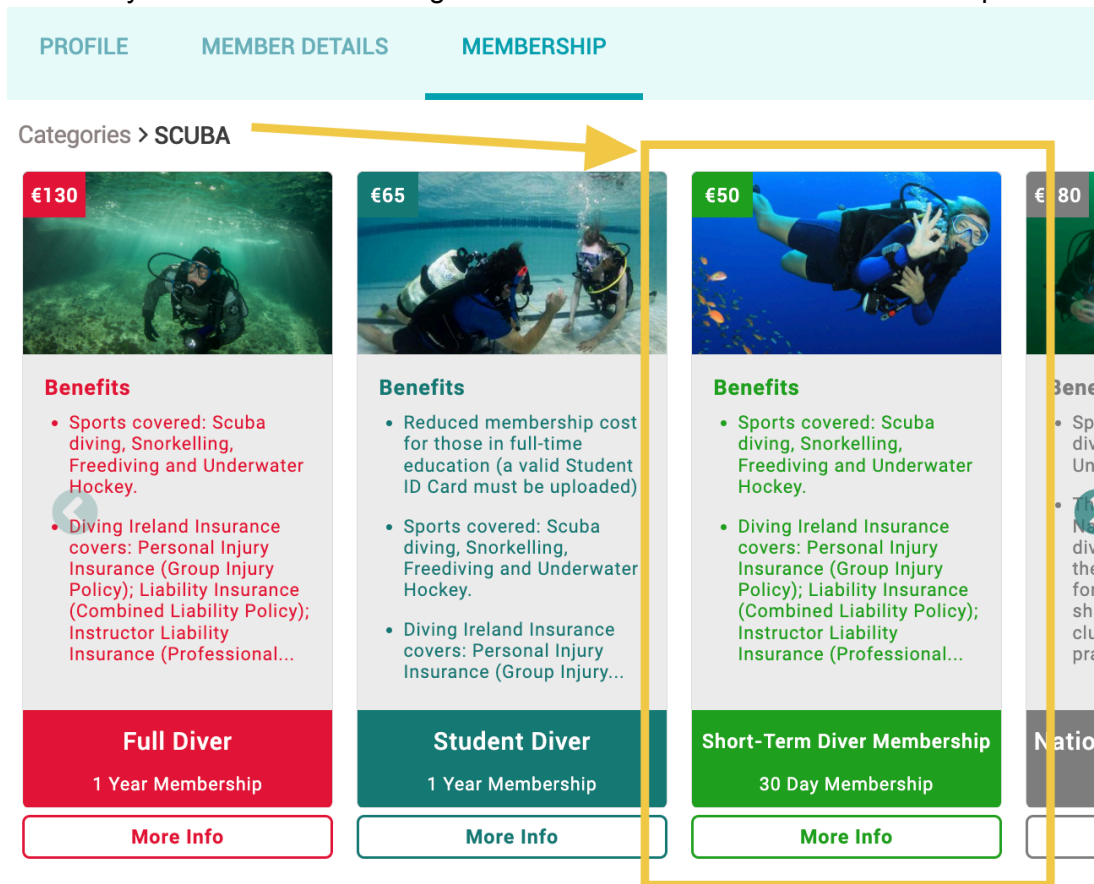 PROFILE MEMBER DETAILS MEMBERSHIP
Categories > SCUBA
€130
Benefits
• Sports covered: Scuba
diving, Snorkelling,
Freediving and Underwater
Hockey.
• Diving Ireland Insurance
covers: Personal Injury
Insurance (Group Injury
Policy); Liability Insurance
(Combined Liability Policy);
Instructor Liability
Insurance (Professional...
Full Diver
1 Year Membership
More Info
€65
Benefits
• Reduced membership cost
for those in full-time
education (a valid Student
ID Card must be uploaded)
• Sports covered: Scuba
diving, Snorkelling,
Freediving and Underwater
Hockey.
• Diving Ireland Insurance
covers: Personal Injury
Insurance (Group Injury...
Student Diver
1 Year Membership
More Info
€50
Benefits
• Sports covered: Scuba
diving, Snorkelling,
Freediving and Underwater
Hockey.
• Diving Ireland Insurance
covers: Personal Injury
Insurance (Group Injury
Policy); Liability Insurance
(Combined Liability Policy);
Instructor Liability
Insurance (Professional...
Short-Term Diver Membership
30 Day Membership
More Info